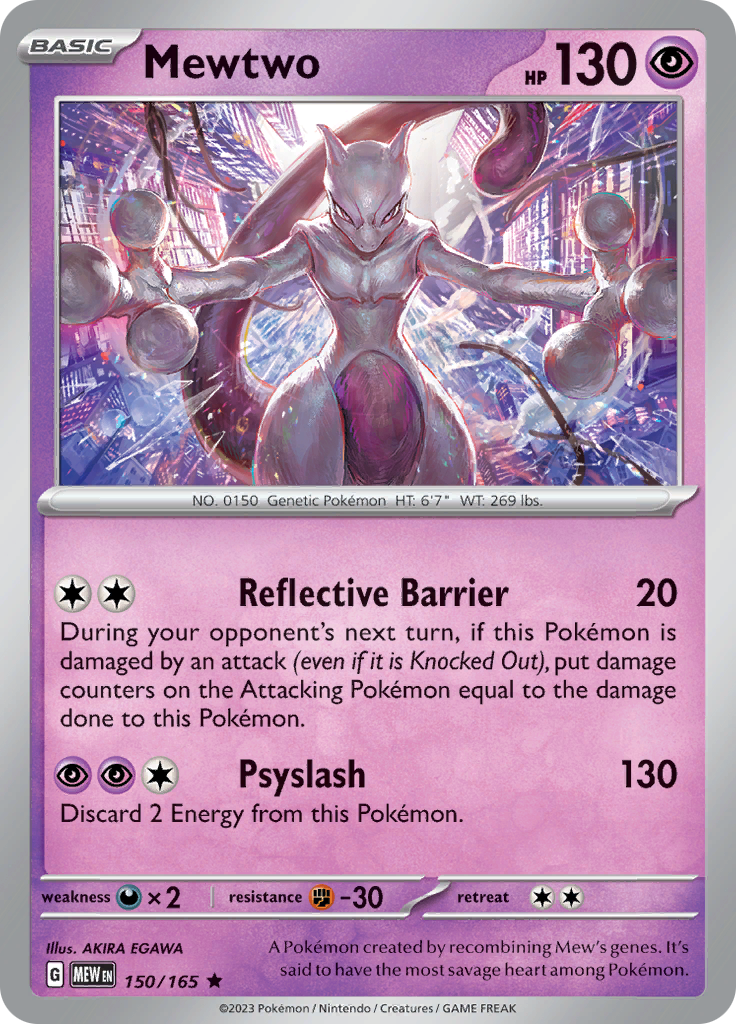 BASIC
Mewtwo
HP 130
NO. 0150 Genetic Pokémon HT: 6'7" WT: 269 lbs.
Reflective Barrier 20
During your opponent's next turn, if this Pokémon is
damaged by an attack (even if it is Knocked Out), put damage
counters on the Attacking Pokémon equal to the damage
done to this Pokémon.
Psyslash 130
Discard 2 Energy from this Pokémon.
weakness ×2 resistance -30 retreat
Illus. AKIRA EGAWA
G MEW EN 150/165
A Pokémon created by recombining Mew's genes. It's
said to have the most savage heart among Pokémon.
©2023 Pokémon / Nintendo / Creatures / GAME FREAK